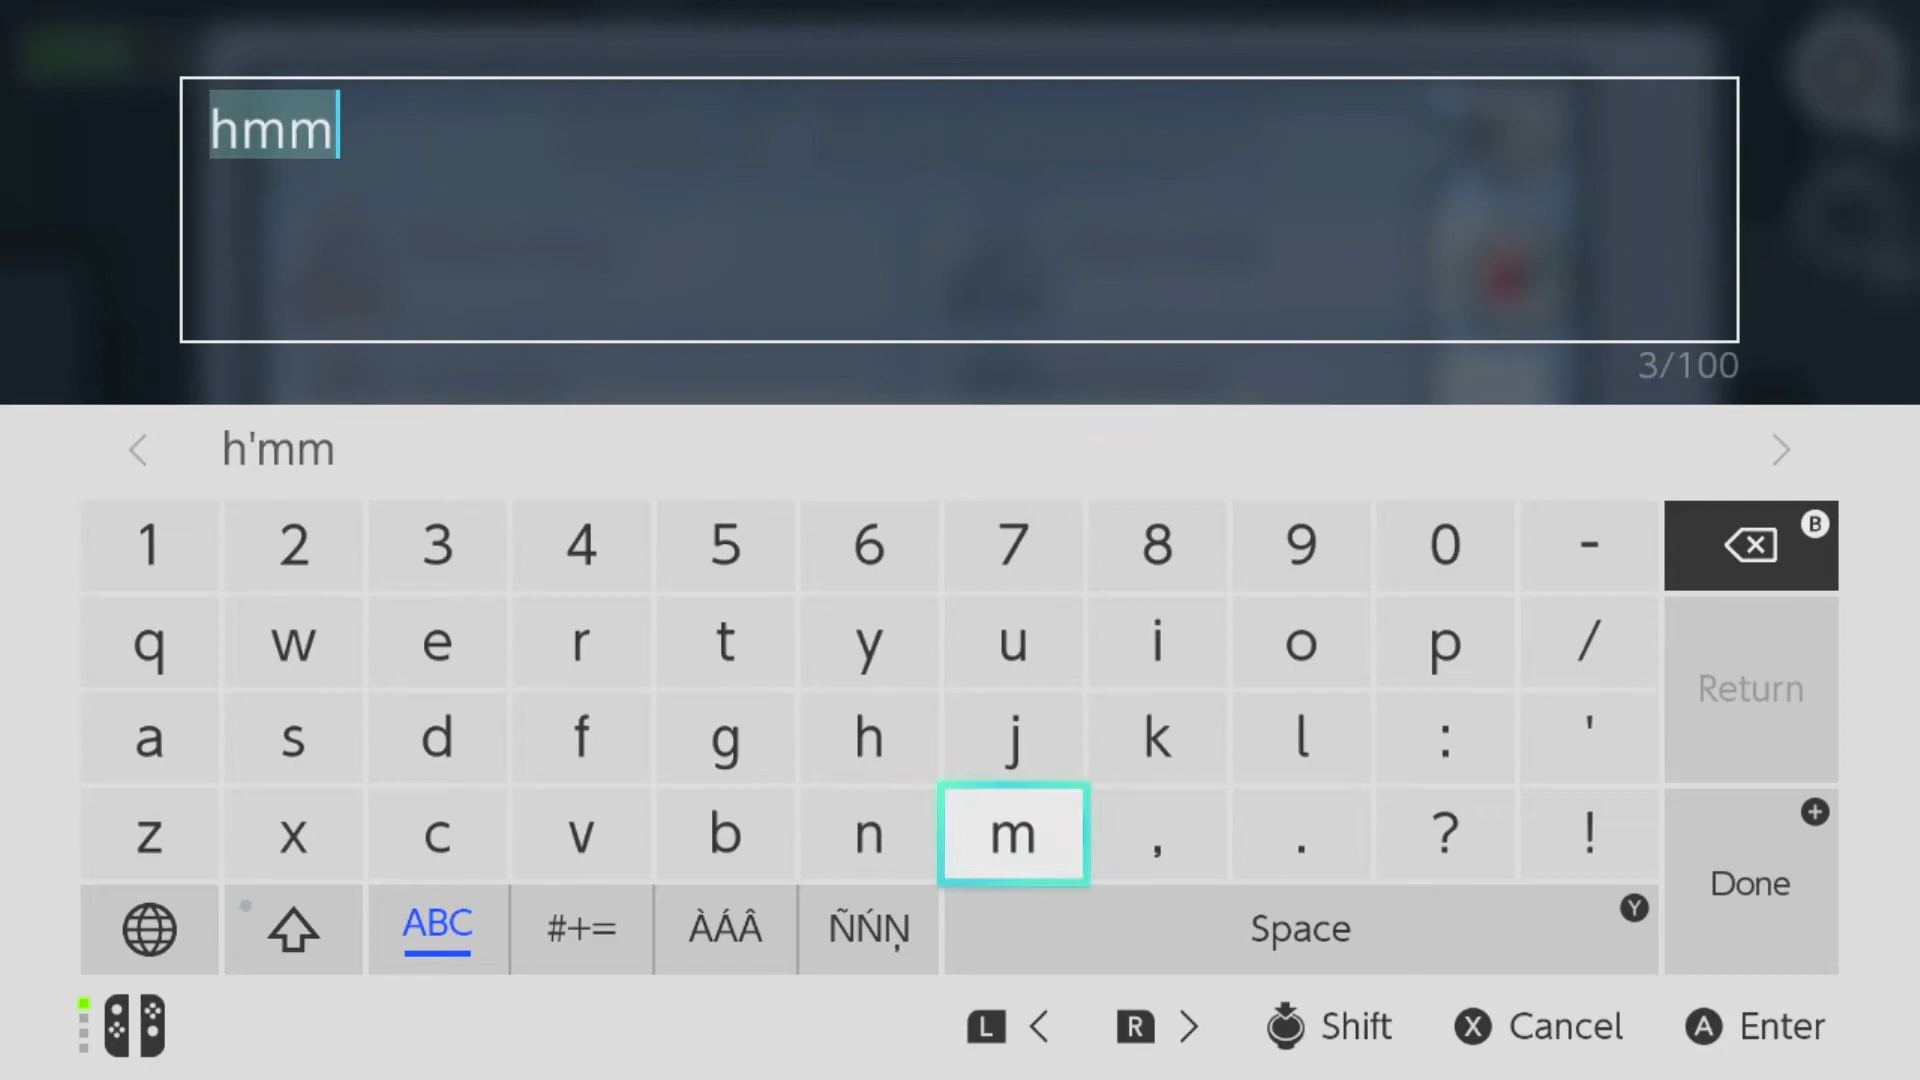 hmm
3/100
h'mm
1 2 3 4 5 6 7 8 9 0 - B
q w e r t y u i o p /
Return
a s d f g h j k l : '
z x c v b n m , . ? ! +
Done
ABC #+= ÀÁÂ ÑŃŅ Space Y
L < R > Shift X Cancel A Enter